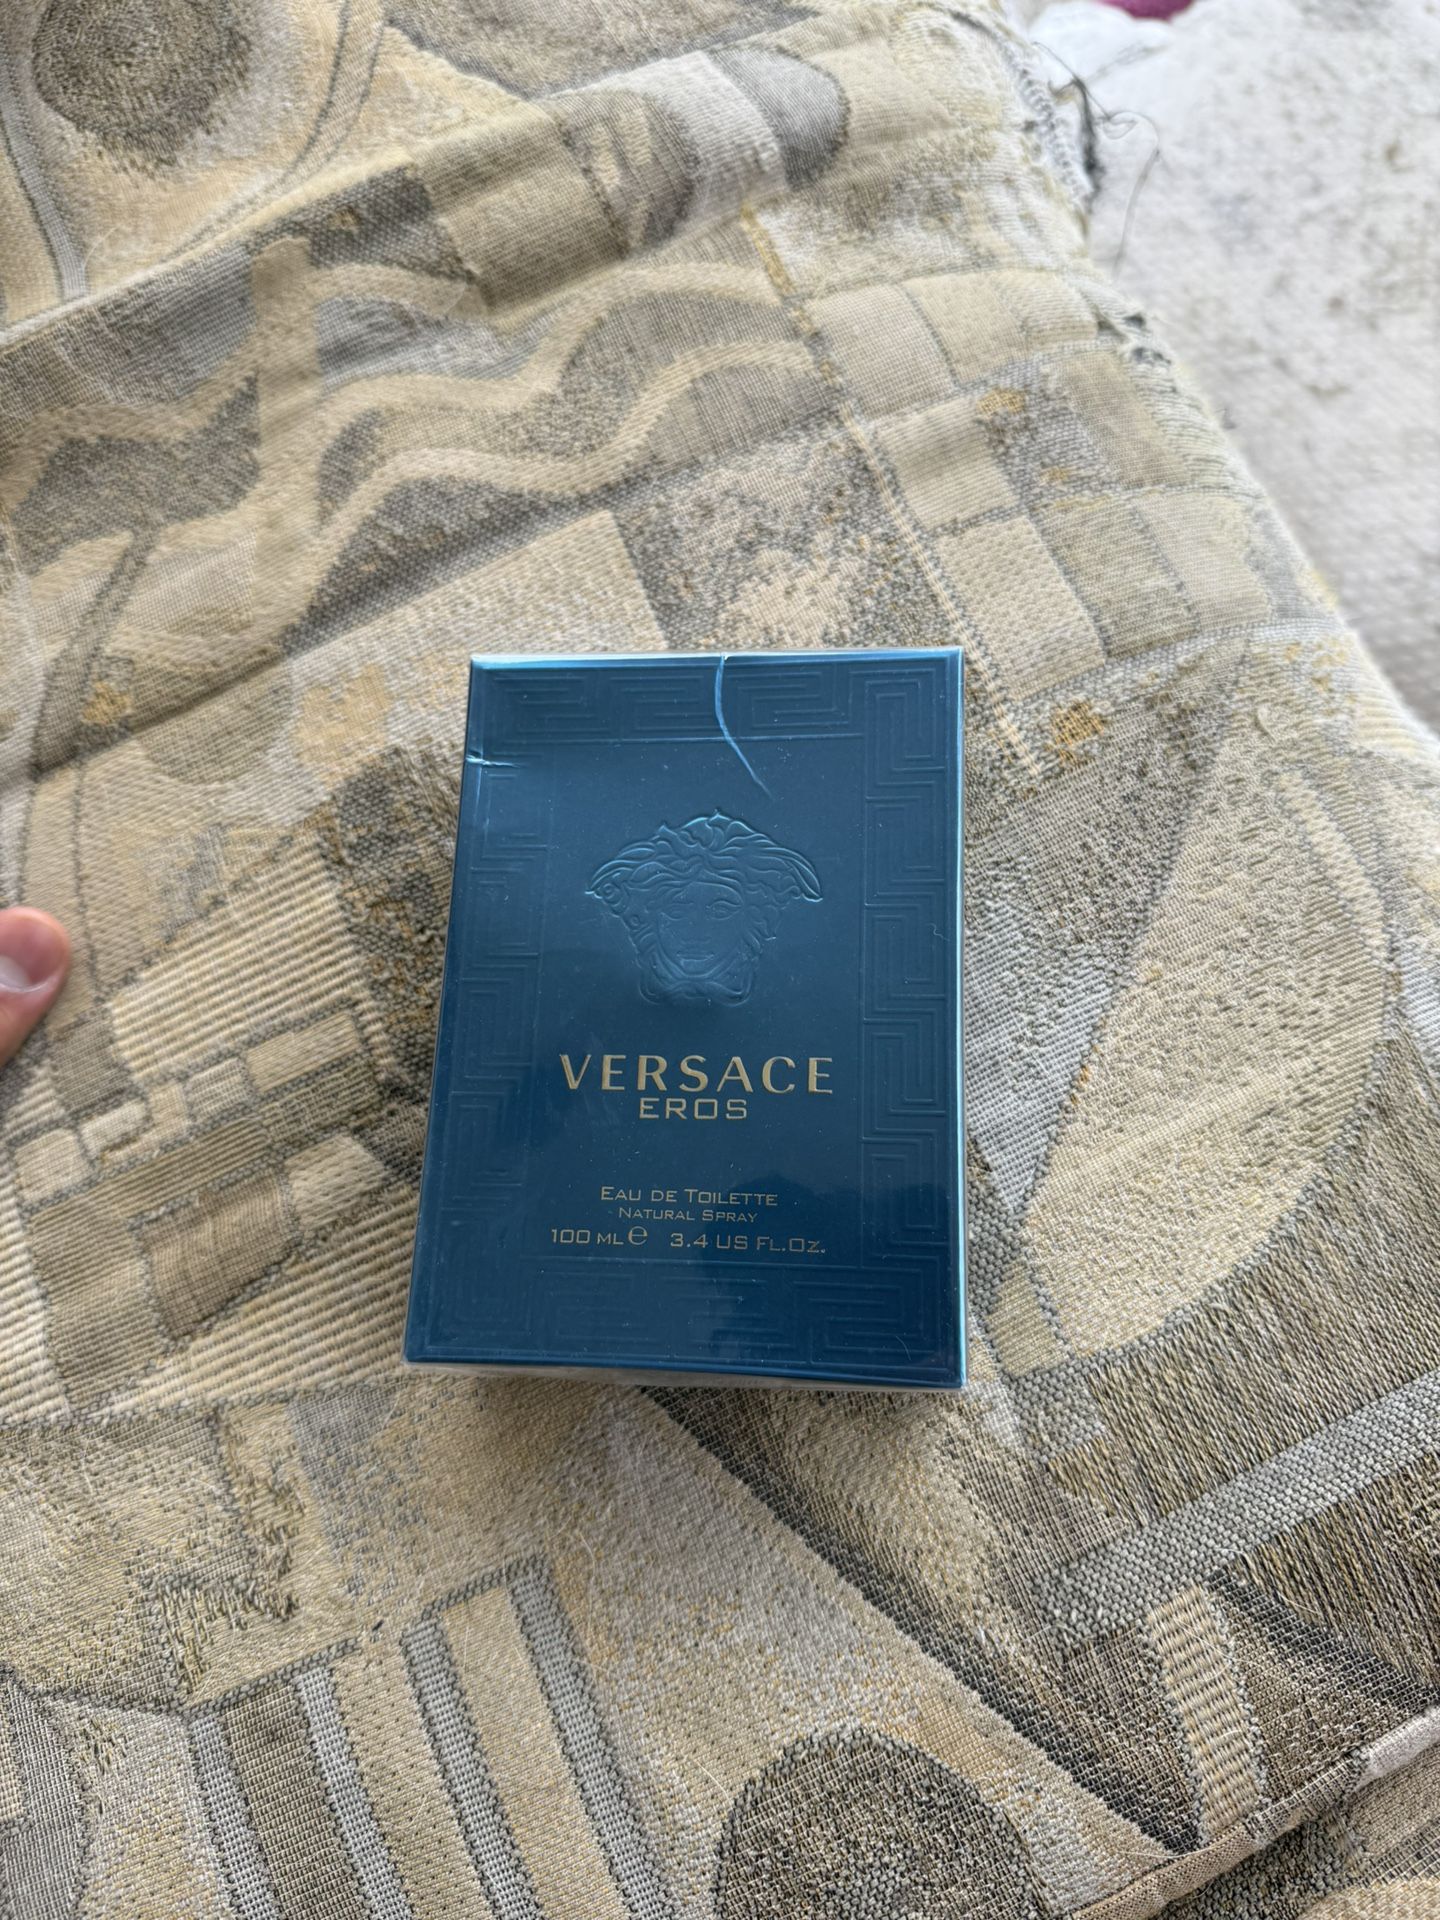 VERSACE
EROS
EAU DE TOILETTE
NATURAL SPRAY
100 ML℮ 3.4 US FL.OZ.